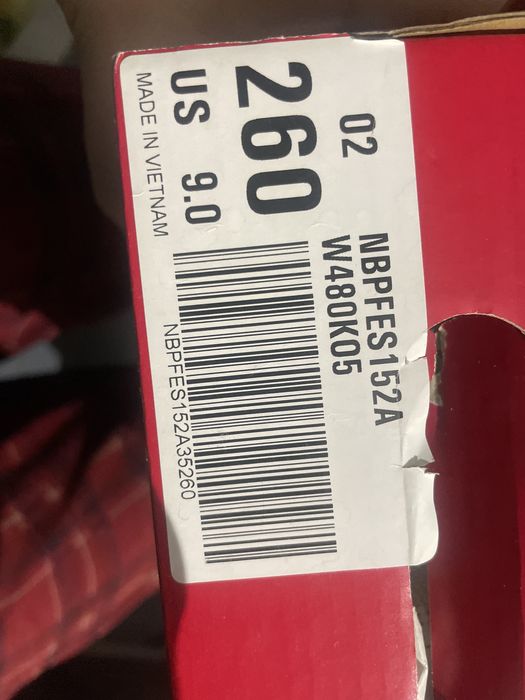 02
NBPFES152A
W480K05
260
US 9.0
MADE IN VIETNAM
NBPFES152A35260